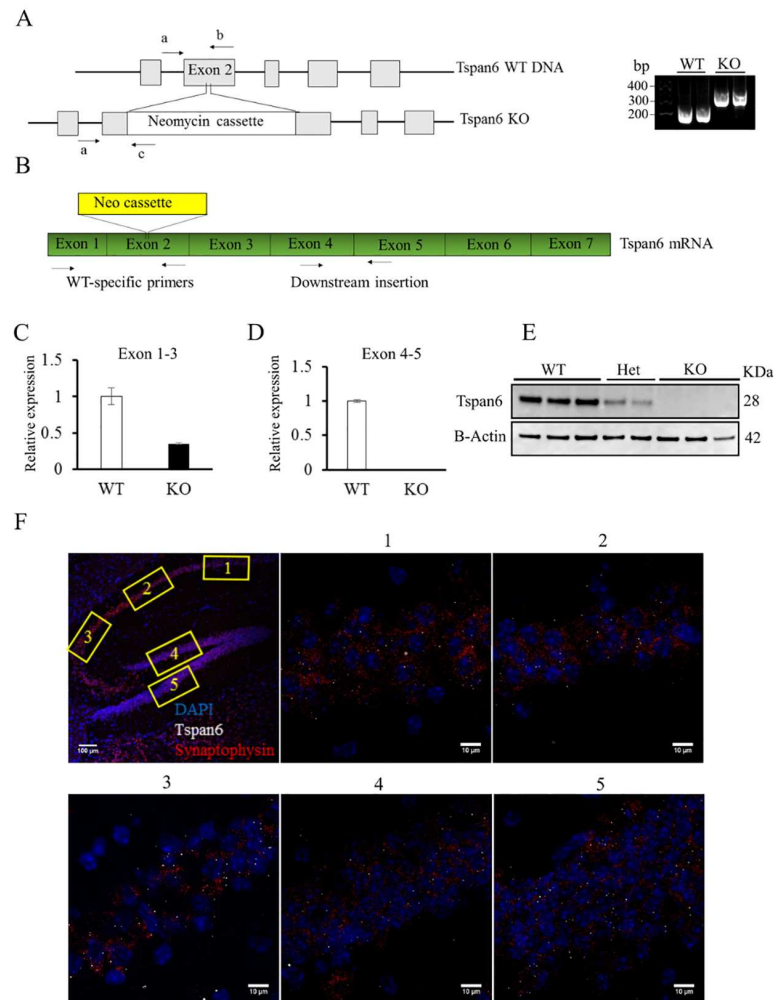 A
a
b
Exon 2
Tspan6 WT DNA
Neomycin cassette
Tspan6 KO
a
c
bp
WT
KO
400
300
200
B
Neo cassette
Exon 1
Exon 2
Exon 3
Exon 4
Exon 5
Exon 6
Exon 7
Tspan6 mRNA
WT-specific primers
Downstream insertion
C
Exon 1-3
Relative expression
1.5
1
0.5
0
WT
KO
D
Exon 4-5
Relative expression
1.5
1
0.5
0
WT
KO
E
WT
Het
KO
KDa
Tspan6
28
B-Actin
42
F
1
2
3
4
5
DAPI
Tspan6
Synaptophysin
100 µm
1
10 µm
2
10 µm
3
10 µm
4
10 µm
5
10 µm